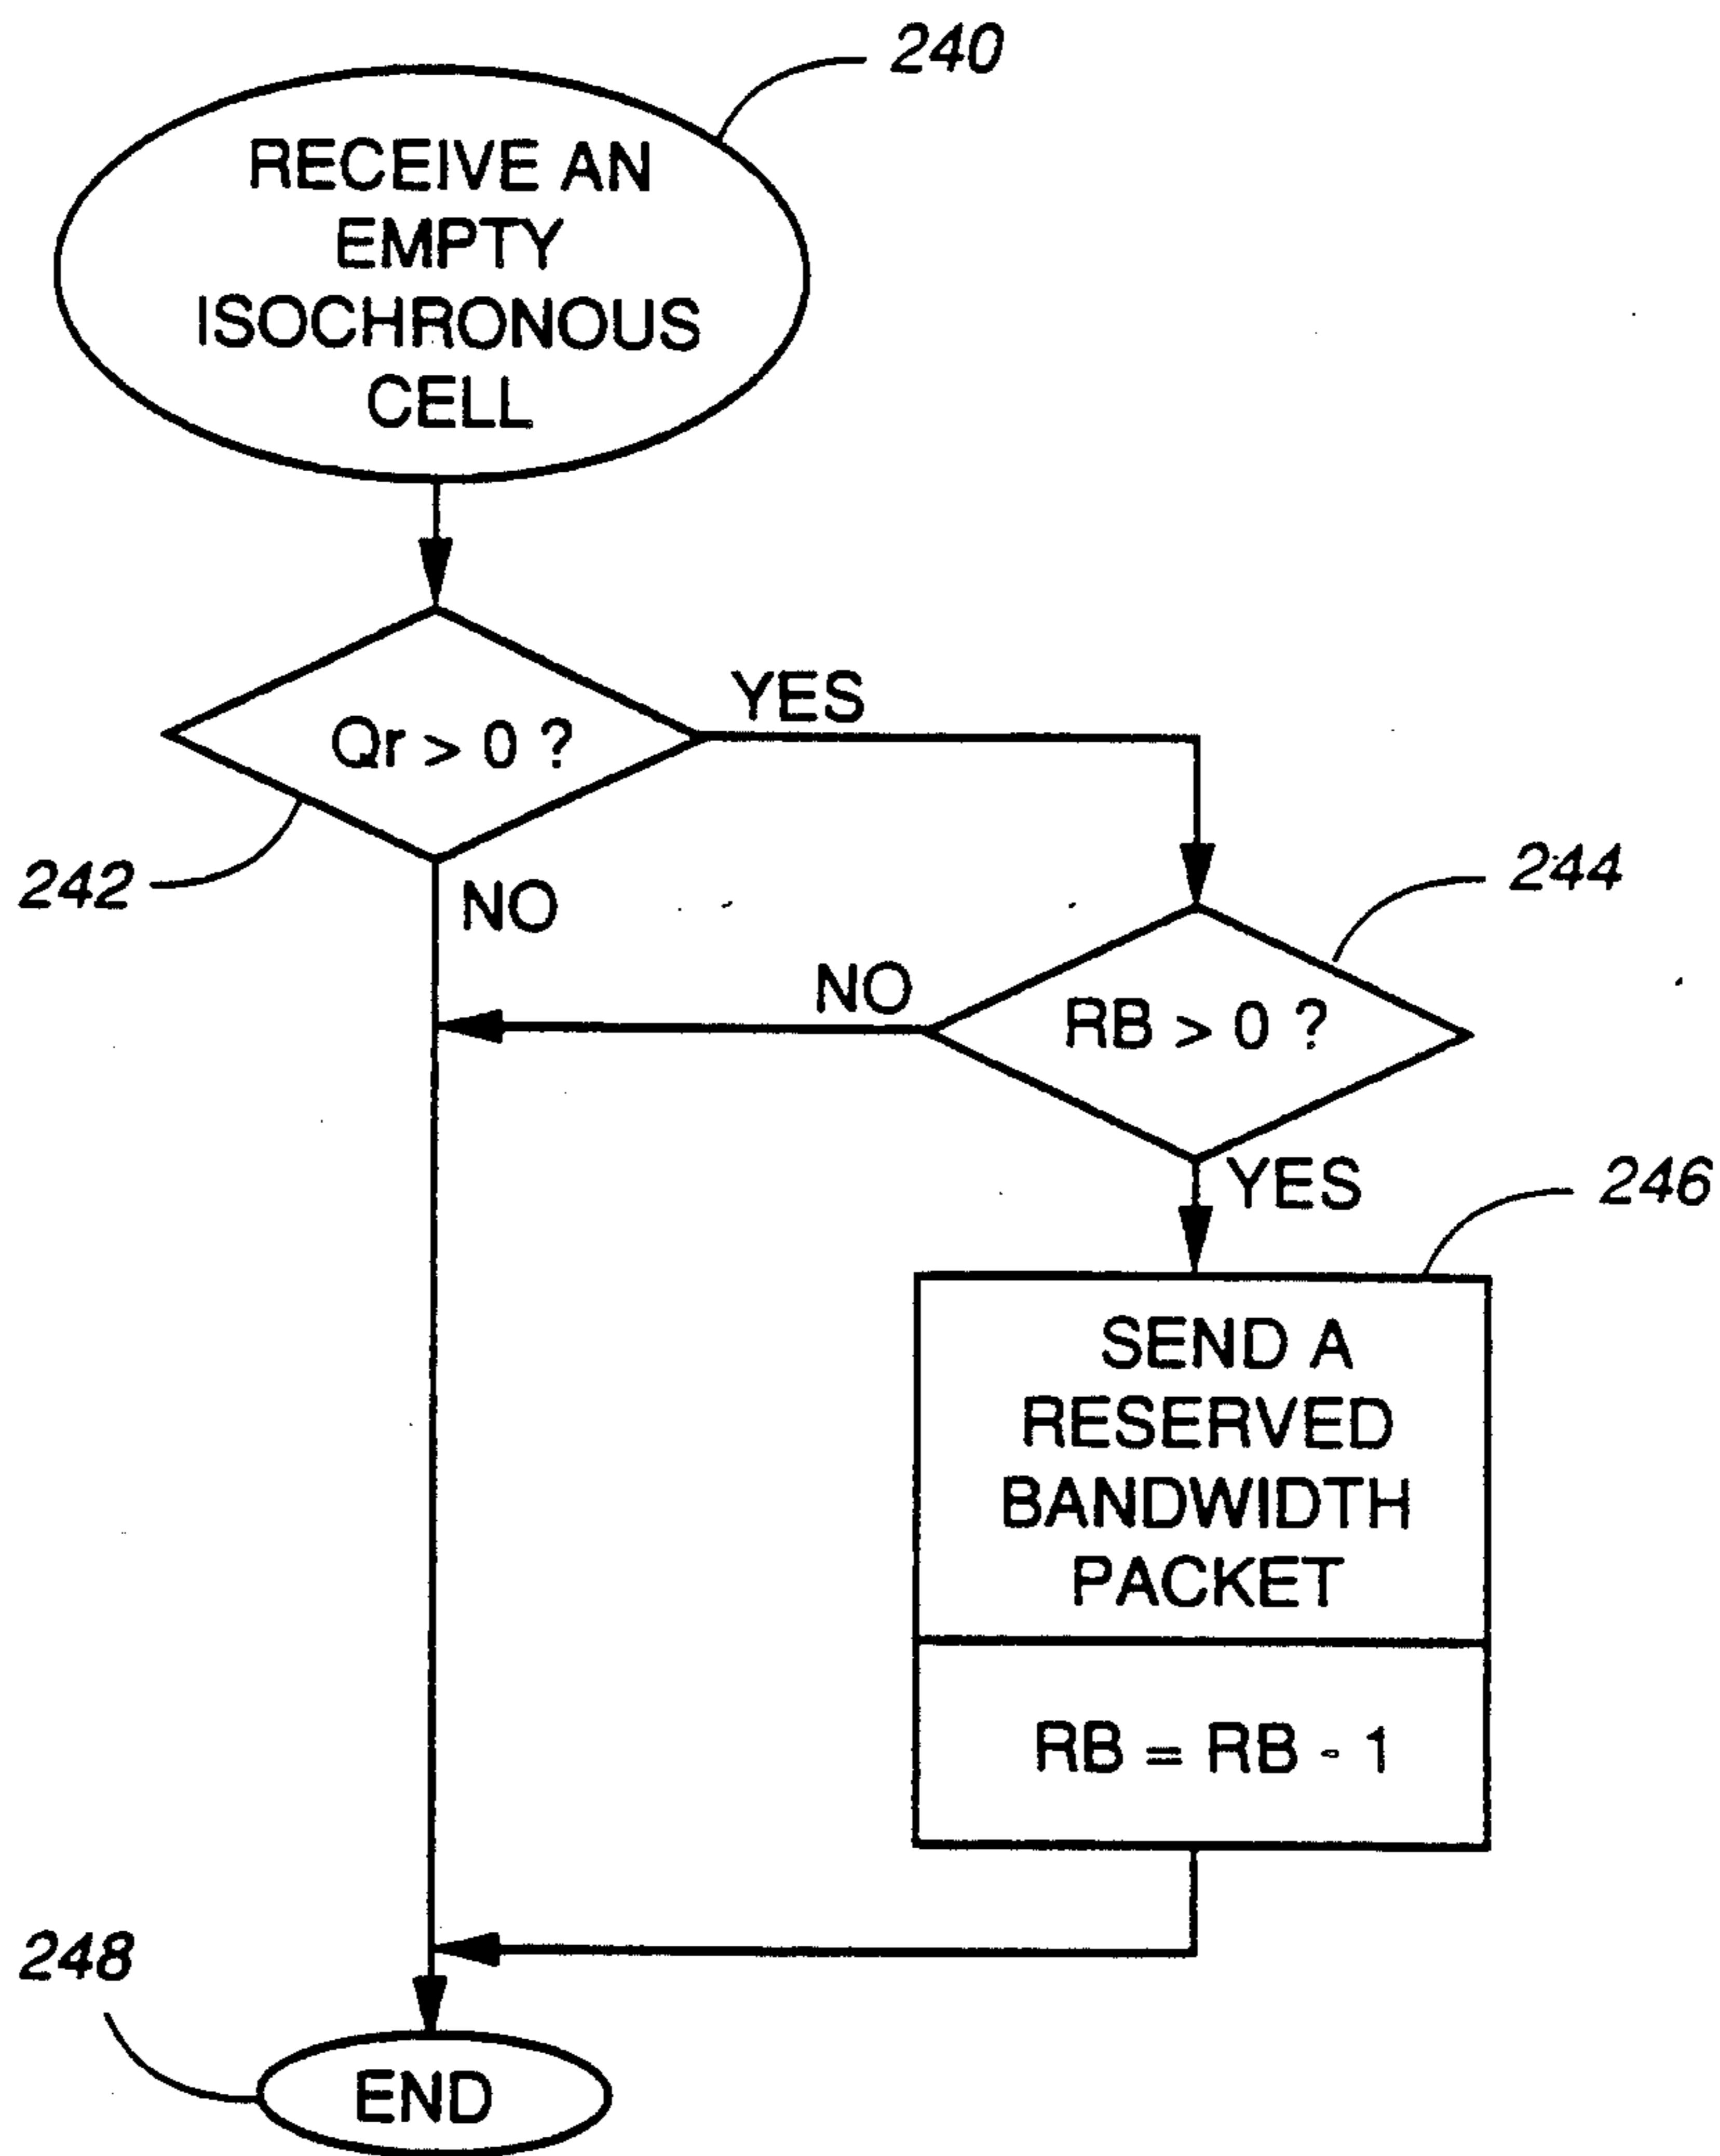 240
RECEIVE AN
EMPTY
ISOCHRONOUS
CELL
Qr > 0 ?
YES
242
NO
244
NO
RB > 0 ?
YES
246
SEND A
RESERVED
BANDWIDTH
PACKET
RB = RB - 1
248
END